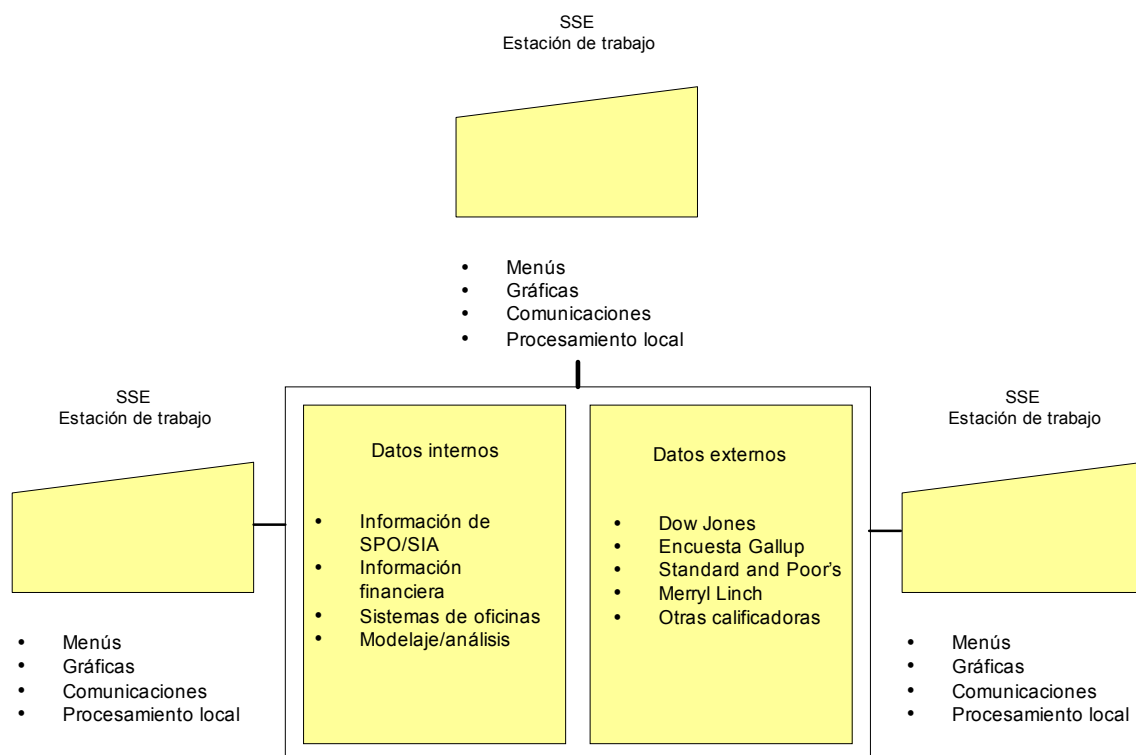 SSE
Estación de trabajo
• Menús
• Gráficas
• Comunicaciones
• Procesamiento local
SSE
Estación de trabajo
• Menús
• Gráficas
• Comunicaciones
• Procesamiento local
Datos internos
• Información de
SPO/SIA
• Información
financiera
• Sistemas de oficinas
• Modelaje/análisis
Datos externos
• Dow Jones
• Encuesta Gallup
• Standard and Poor's
• Merryl Linch
• Otras calificadoras
SSE
Estación de trabajo
• Menús
• Gráficas
• Comunicaciones
• Procesamiento local